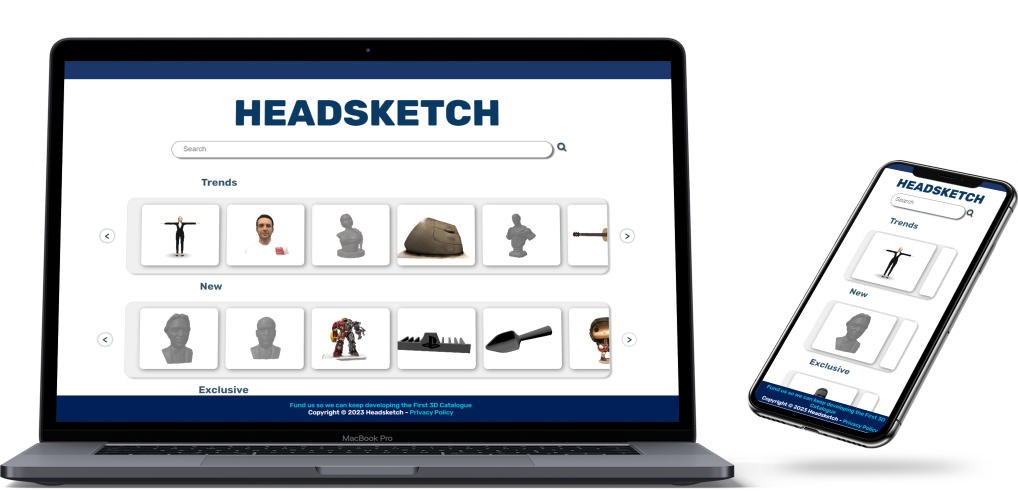 HEADSKETCH
Search
Trends
<
>
New
<
>
Exclusive
Fund us so we can keep developing the First 3D Catalogue
Copyright © 2023 Headsketch - Privacy Policy
MacBook Pro
HEADSKETCH
Search
Trends
New
Exclusive
Fund us so we can keep developing the First 3D
Catalogue
Copyright © 2023 Headsketch - Privacy Policy